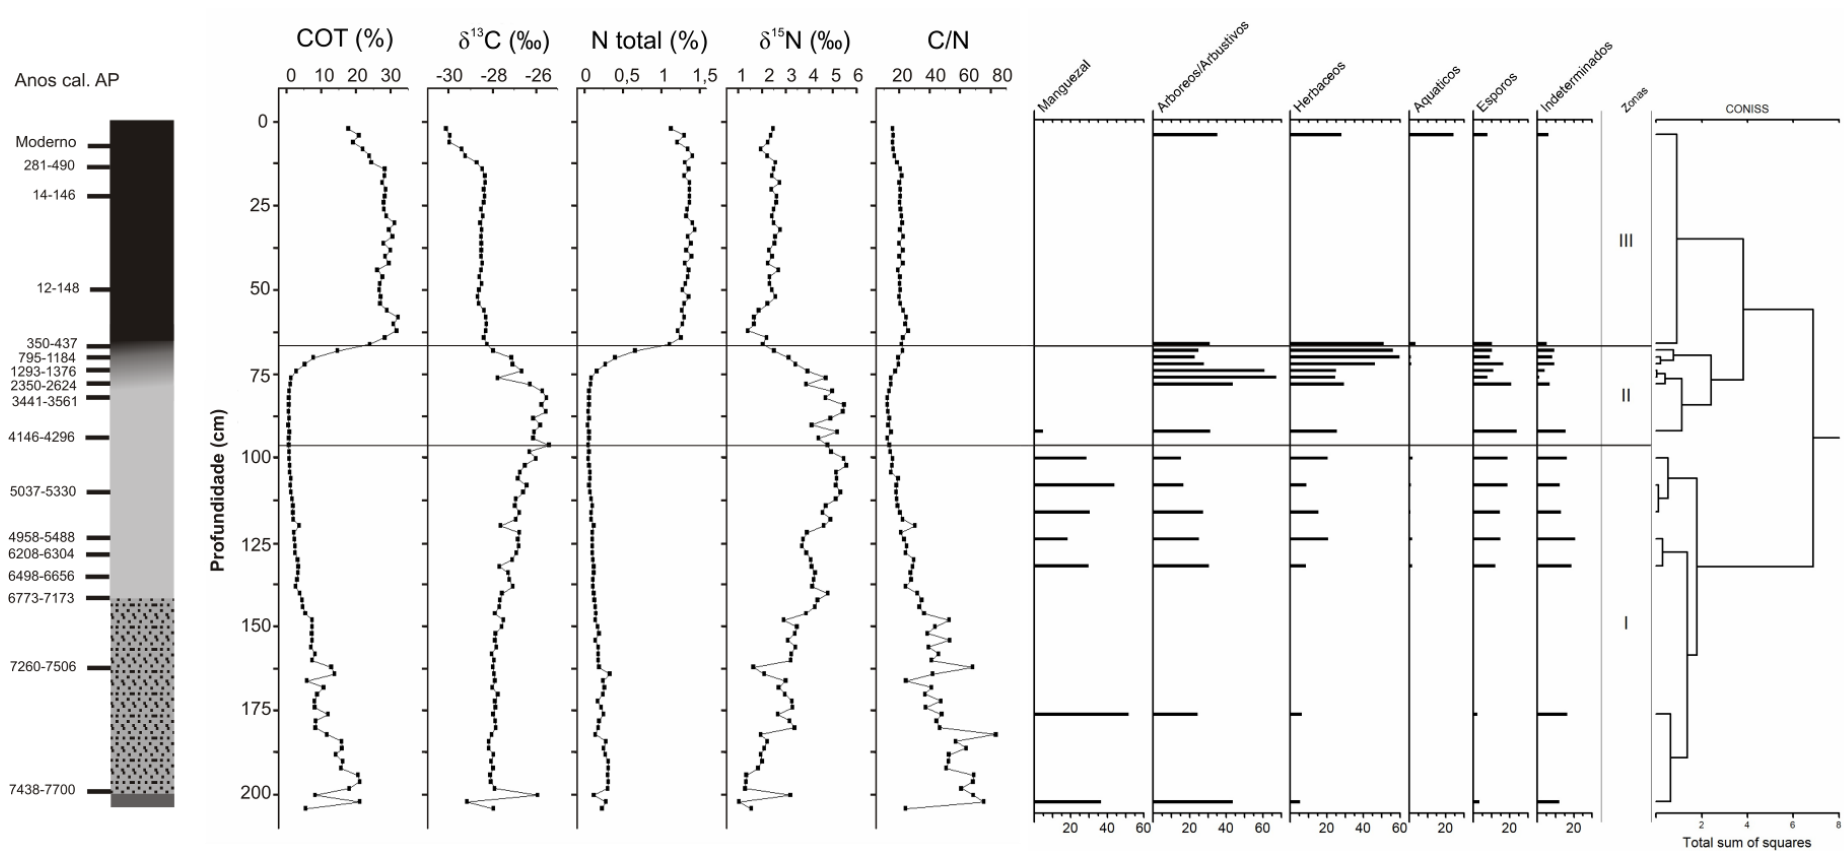 COT (%) δ¹³C (‰) N total (%) δ¹⁵N (‰) C/N
Manguezal Arboreos/Arbustivos Herbaceos Aquaticos Esporos Indeterminados Zonas CONISS
Anos cal. AP
0 10 20 30 -30 -28 -26 0 0,5 1 1,5 1 2 3 4 5 6 20 40 60 80
Profundidade (cm)
0
25
50
75
100
125
150
175
200
Moderno
281-490
14-146
12-148
350-437
795-1184
1293-1376
2350-2624
3441-3561
4146-4296
5037-5330
4958-5488
6208-6304
6498-6656
6773-7173
7260-7506
7438-7700
III
II
I
20 40 60 20 40 60 20 40 60 20 20 20 2 4 6 8
Total sum of squares